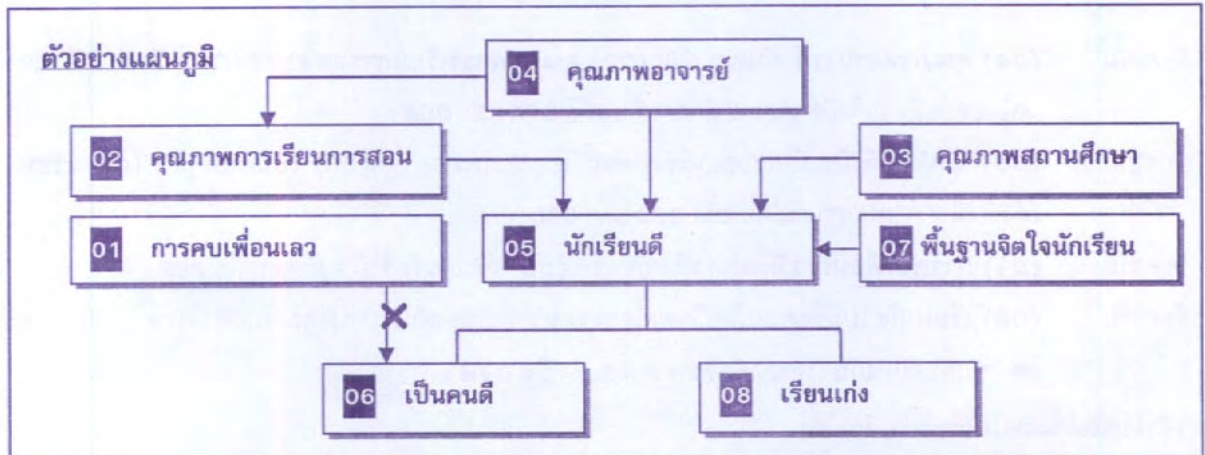 ตัวอย่างแผนภูมิ
04 คุณภาพอาจารย์
02 คุณภาพการเรียนการสอน
03 คุณภาพสถานศึกษา
01 การคบเพื่อนเลว
05 นักเรียนดี
07 พื้นฐานจิตใจนักเรียน
06 เป็นคนดี
08 เรียนเก่ง